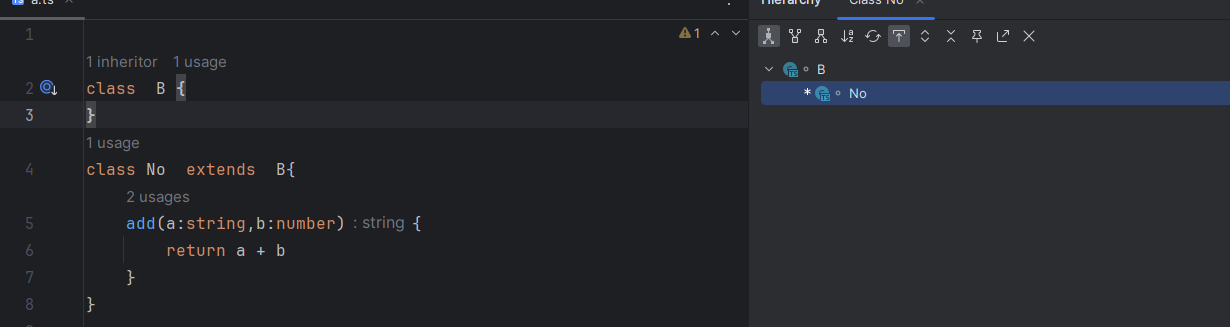 a.ts
Hierarchy Class No
1
1
1 inheritor 1 usage
2 class B {
3 }
1 usage
4 class No extends B{
2 usages
5 add(a:string,b:number) : string {
6 return a + b
7 }
8 }
B
* No